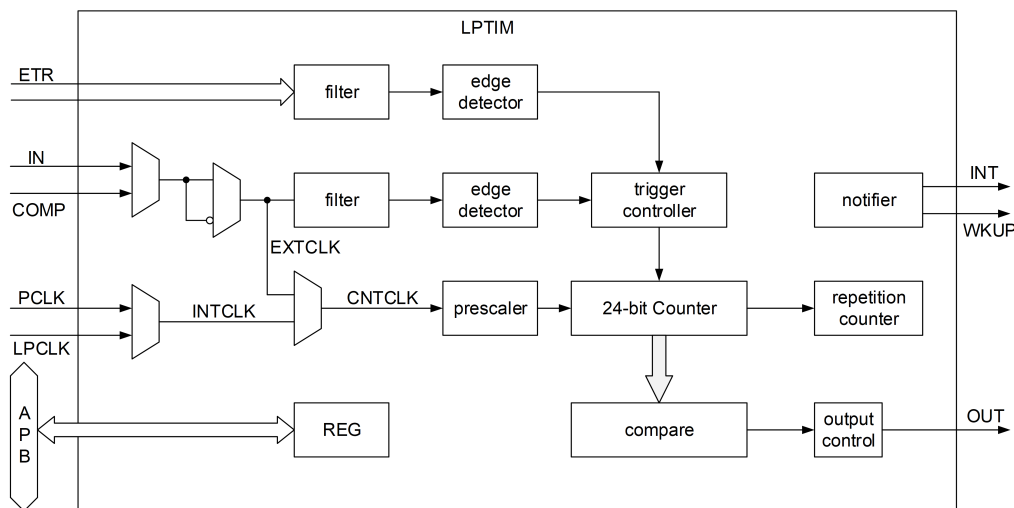 LPTIM
ETR
filter
edge
detector
IN
COMP
filter
edge
detector
trigger
controller
notifier
INT
WKUP
EXTCLK
PCLK
INTCLK
CNTCLK
prescaler
24-bit Counter
repetition
counter
LPCLK
A
P
B
REG
compare
output
control
OUT